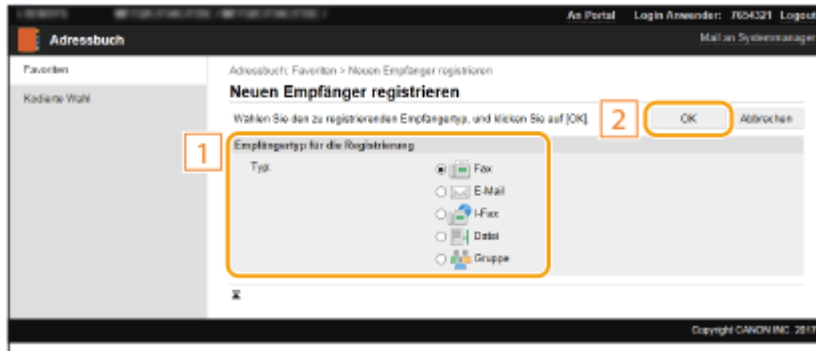 An Portal Login Anwender: 7654321 Logout
Adressbuch
Mail an Systemmanager
Favoriten
Kodierte Wahl
Adressbuch: Favoriten > Neuen Empfänger registrieren
Neuen Empfänger registrieren
Wählen Sie den zu registrierenden Empfängertyp, und klicken Sie auf [OK].
2
OK
Abbrechen
1
Empfängertyp für die Registrierung
Typ:
Fax
E-Mail
I-Fax
Datei
Gruppe
Copyright CANON INC. 2017